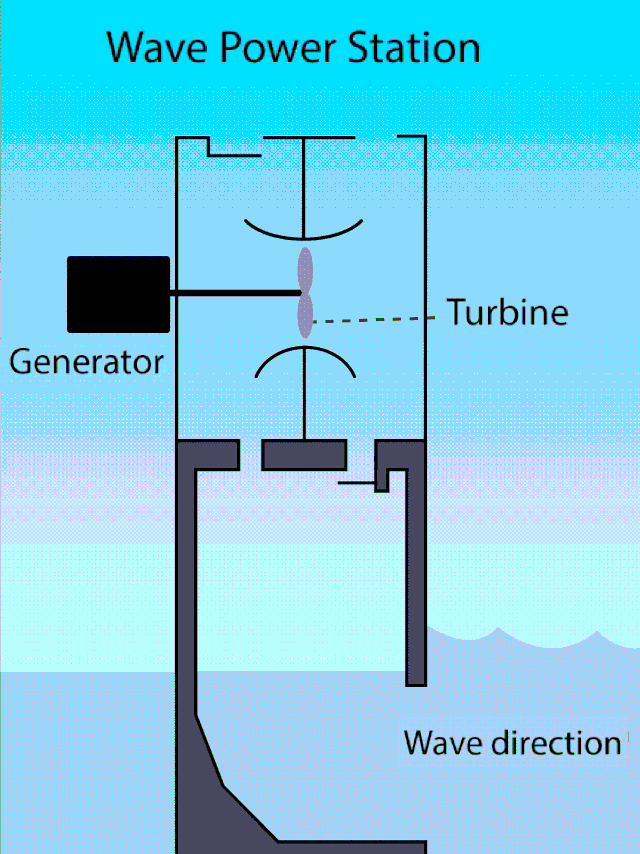 Wave Power Station
Turbine
Generator
Wave direction